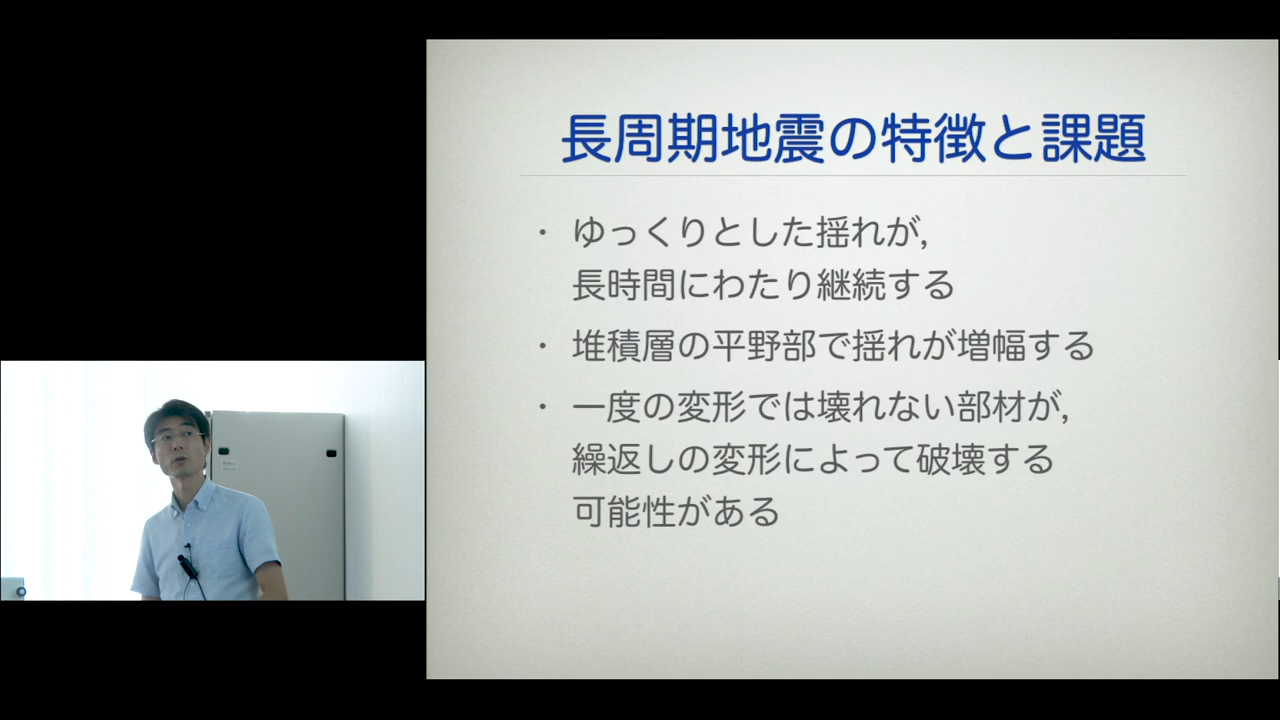 長周期地震の特徴と課題
・ ゆっくりとした揺れが,
長時間にわたり継続する
・ 堆積層の平野部で揺れが増幅する
・ 一度の変形では壊れない部材が,
繰返しの変形によって破壊する
可能性がある